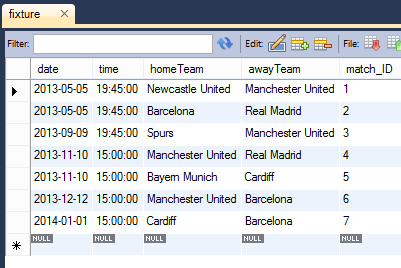 fixture ×
Filter: Edit: File:
date time homeTeam awayTeam match_ID
2013-05-05 19:45:00 Newcastle United Manchester United 1
2013-05-05 19:45:00 Barcelona Real Madrid 2
2013-09-09 19:45:00 Spurs Manchester United 3
2013-11-10 15:00:00 Manchester United Real Madrid 4
2013-11-10 15:00:00 Bayern Munich Cardiff 5
2013-12-12 15:00:00 Manchester United Barcelona 6
2014-01-01 15:00:00 Cardiff Barcelona 7
NULL NULL NULL NULL NULL